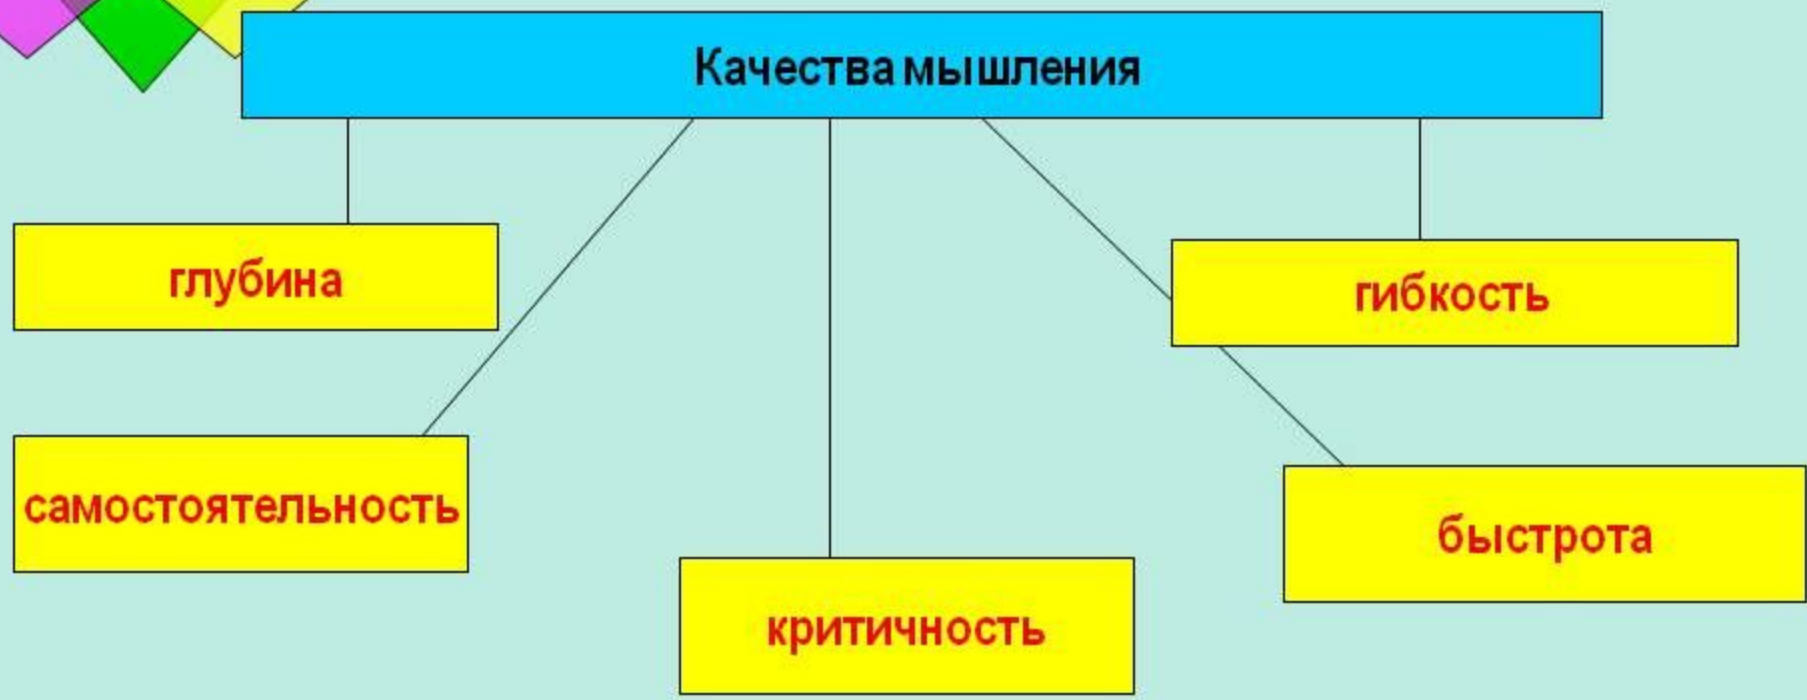 Качества мышления
глубина
гибкость
самостоятельность
быстрота
критичность